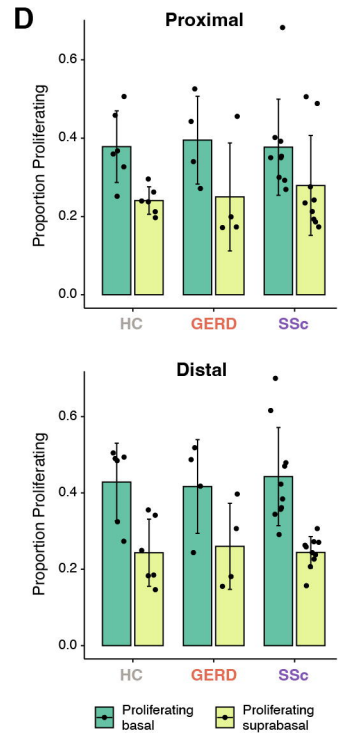 D
Proximal
Proportion Proliferating
0.6
0.4
0.2
0.0
HC GERD SSc
Distal
Proportion Proliferating
0.6
0.4
0.2
0.0
HC GERD SSc
Proliferating basal
Proliferating suprabasal